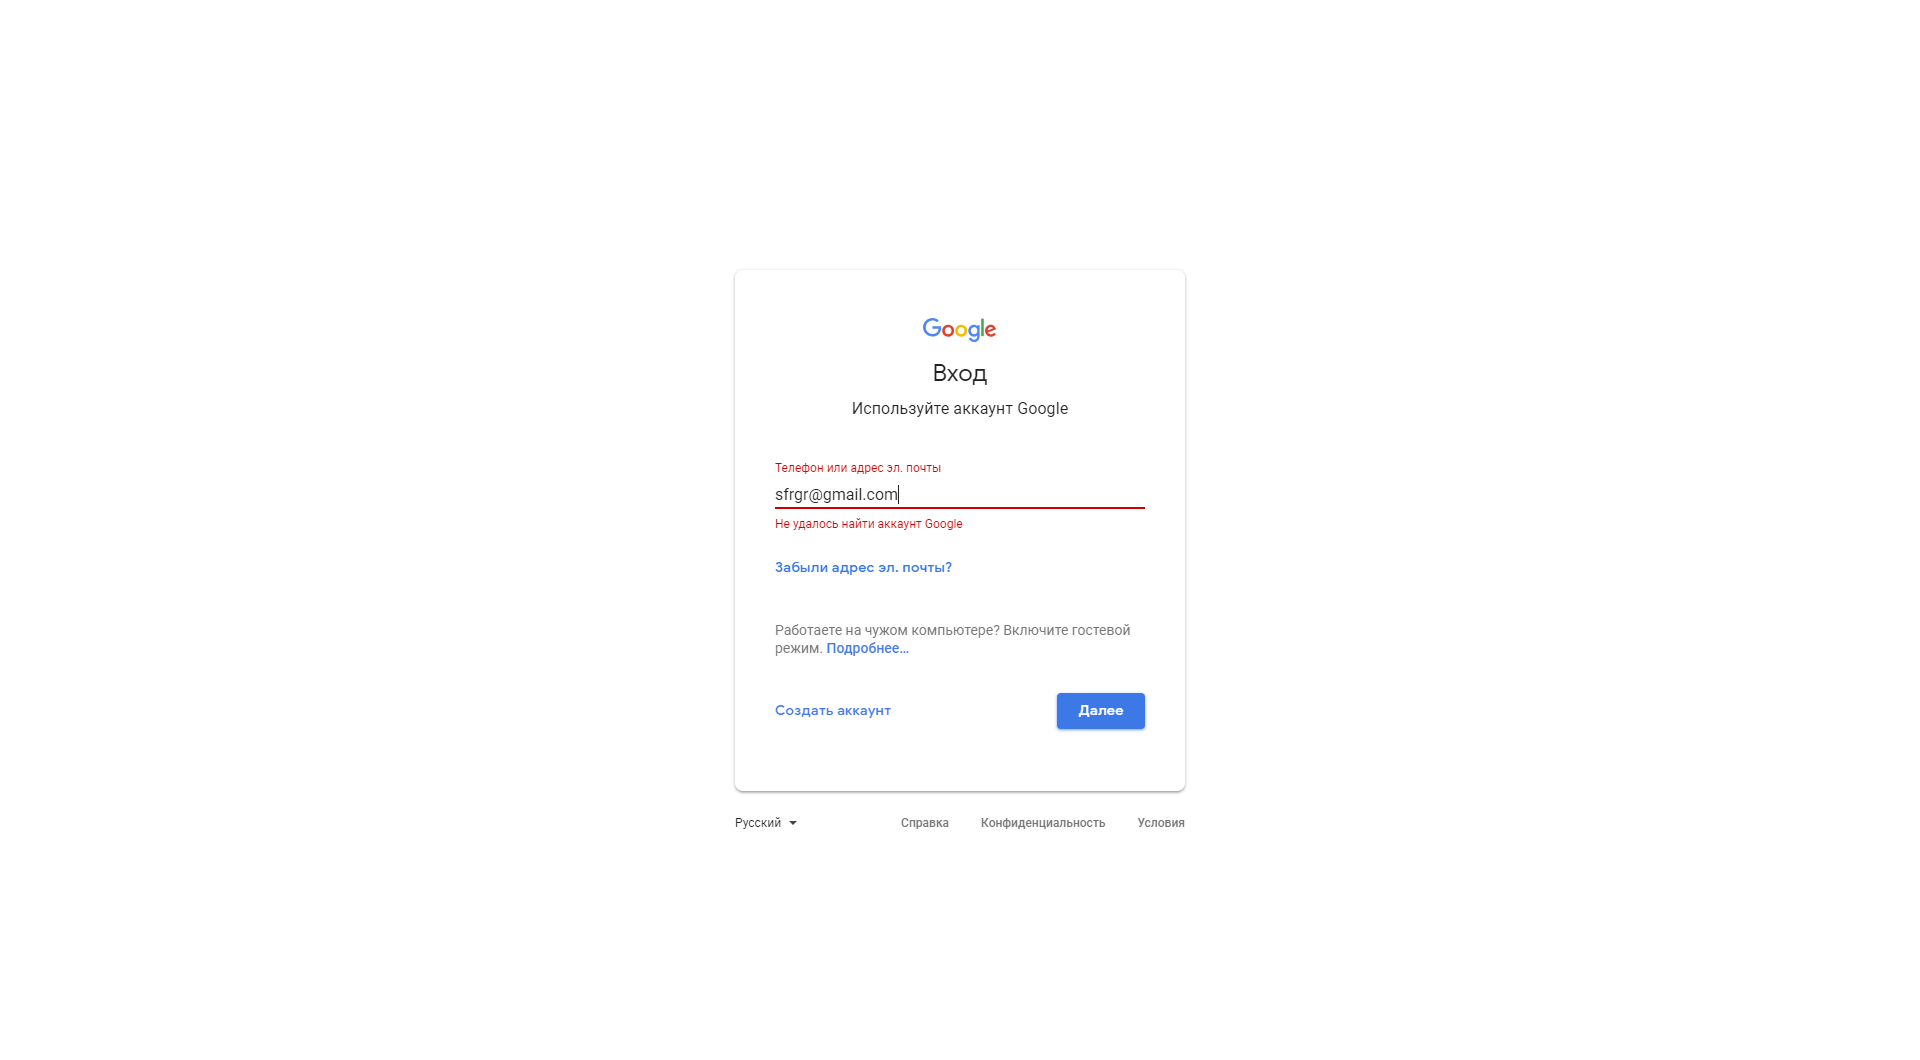 Google
Вход
Используйте аккаунт Google
Телефон или адрес эл. почты
sfrgr@gmail.com
Не удалось найти аккаунт Google
Забыли адрес эл. почты?
Работаете на чужом компьютере? Включите гостевой
режим. Подробнее...
Создать аккаунт
Далее
Русский
Справка
Конфиденциальность
Условия